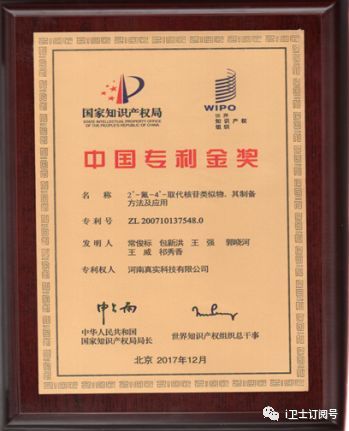 国家知识产权局
STATE INTELLECTUAL PROPERTY OFFICE
OF THE PEOPLE'S REPUBLIC OF CHINA
WIPO
世界
知识产权
组织
中国专利金奖
名称 2'-氟-4'-取代核苷类似物、其制备
方法及应用
专利号 ZL 200710137548.0
发明人 常俊标 包新洪 王强 郭晓河
王威 祁秀香
专利权人 河南真实科技有限公司
中华人民共和国
国家知识产权局局长
世界知识产权组织总干事
北京 2017年12月
i卫士订阅号